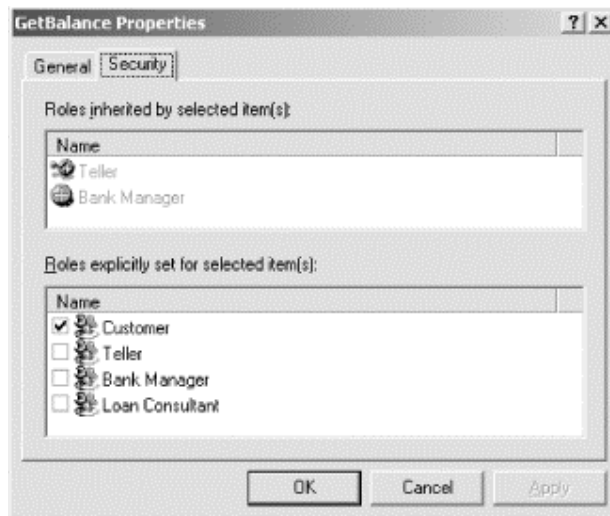 GetBalance Properties
General Security
Roles inherited by selected item(s):
Name
Teller
Bank Manager
Roles explicitly set for selected item(s):
Name
Customer
Teller
Bank Manager
Loan Consultant
OK Cancel Apply